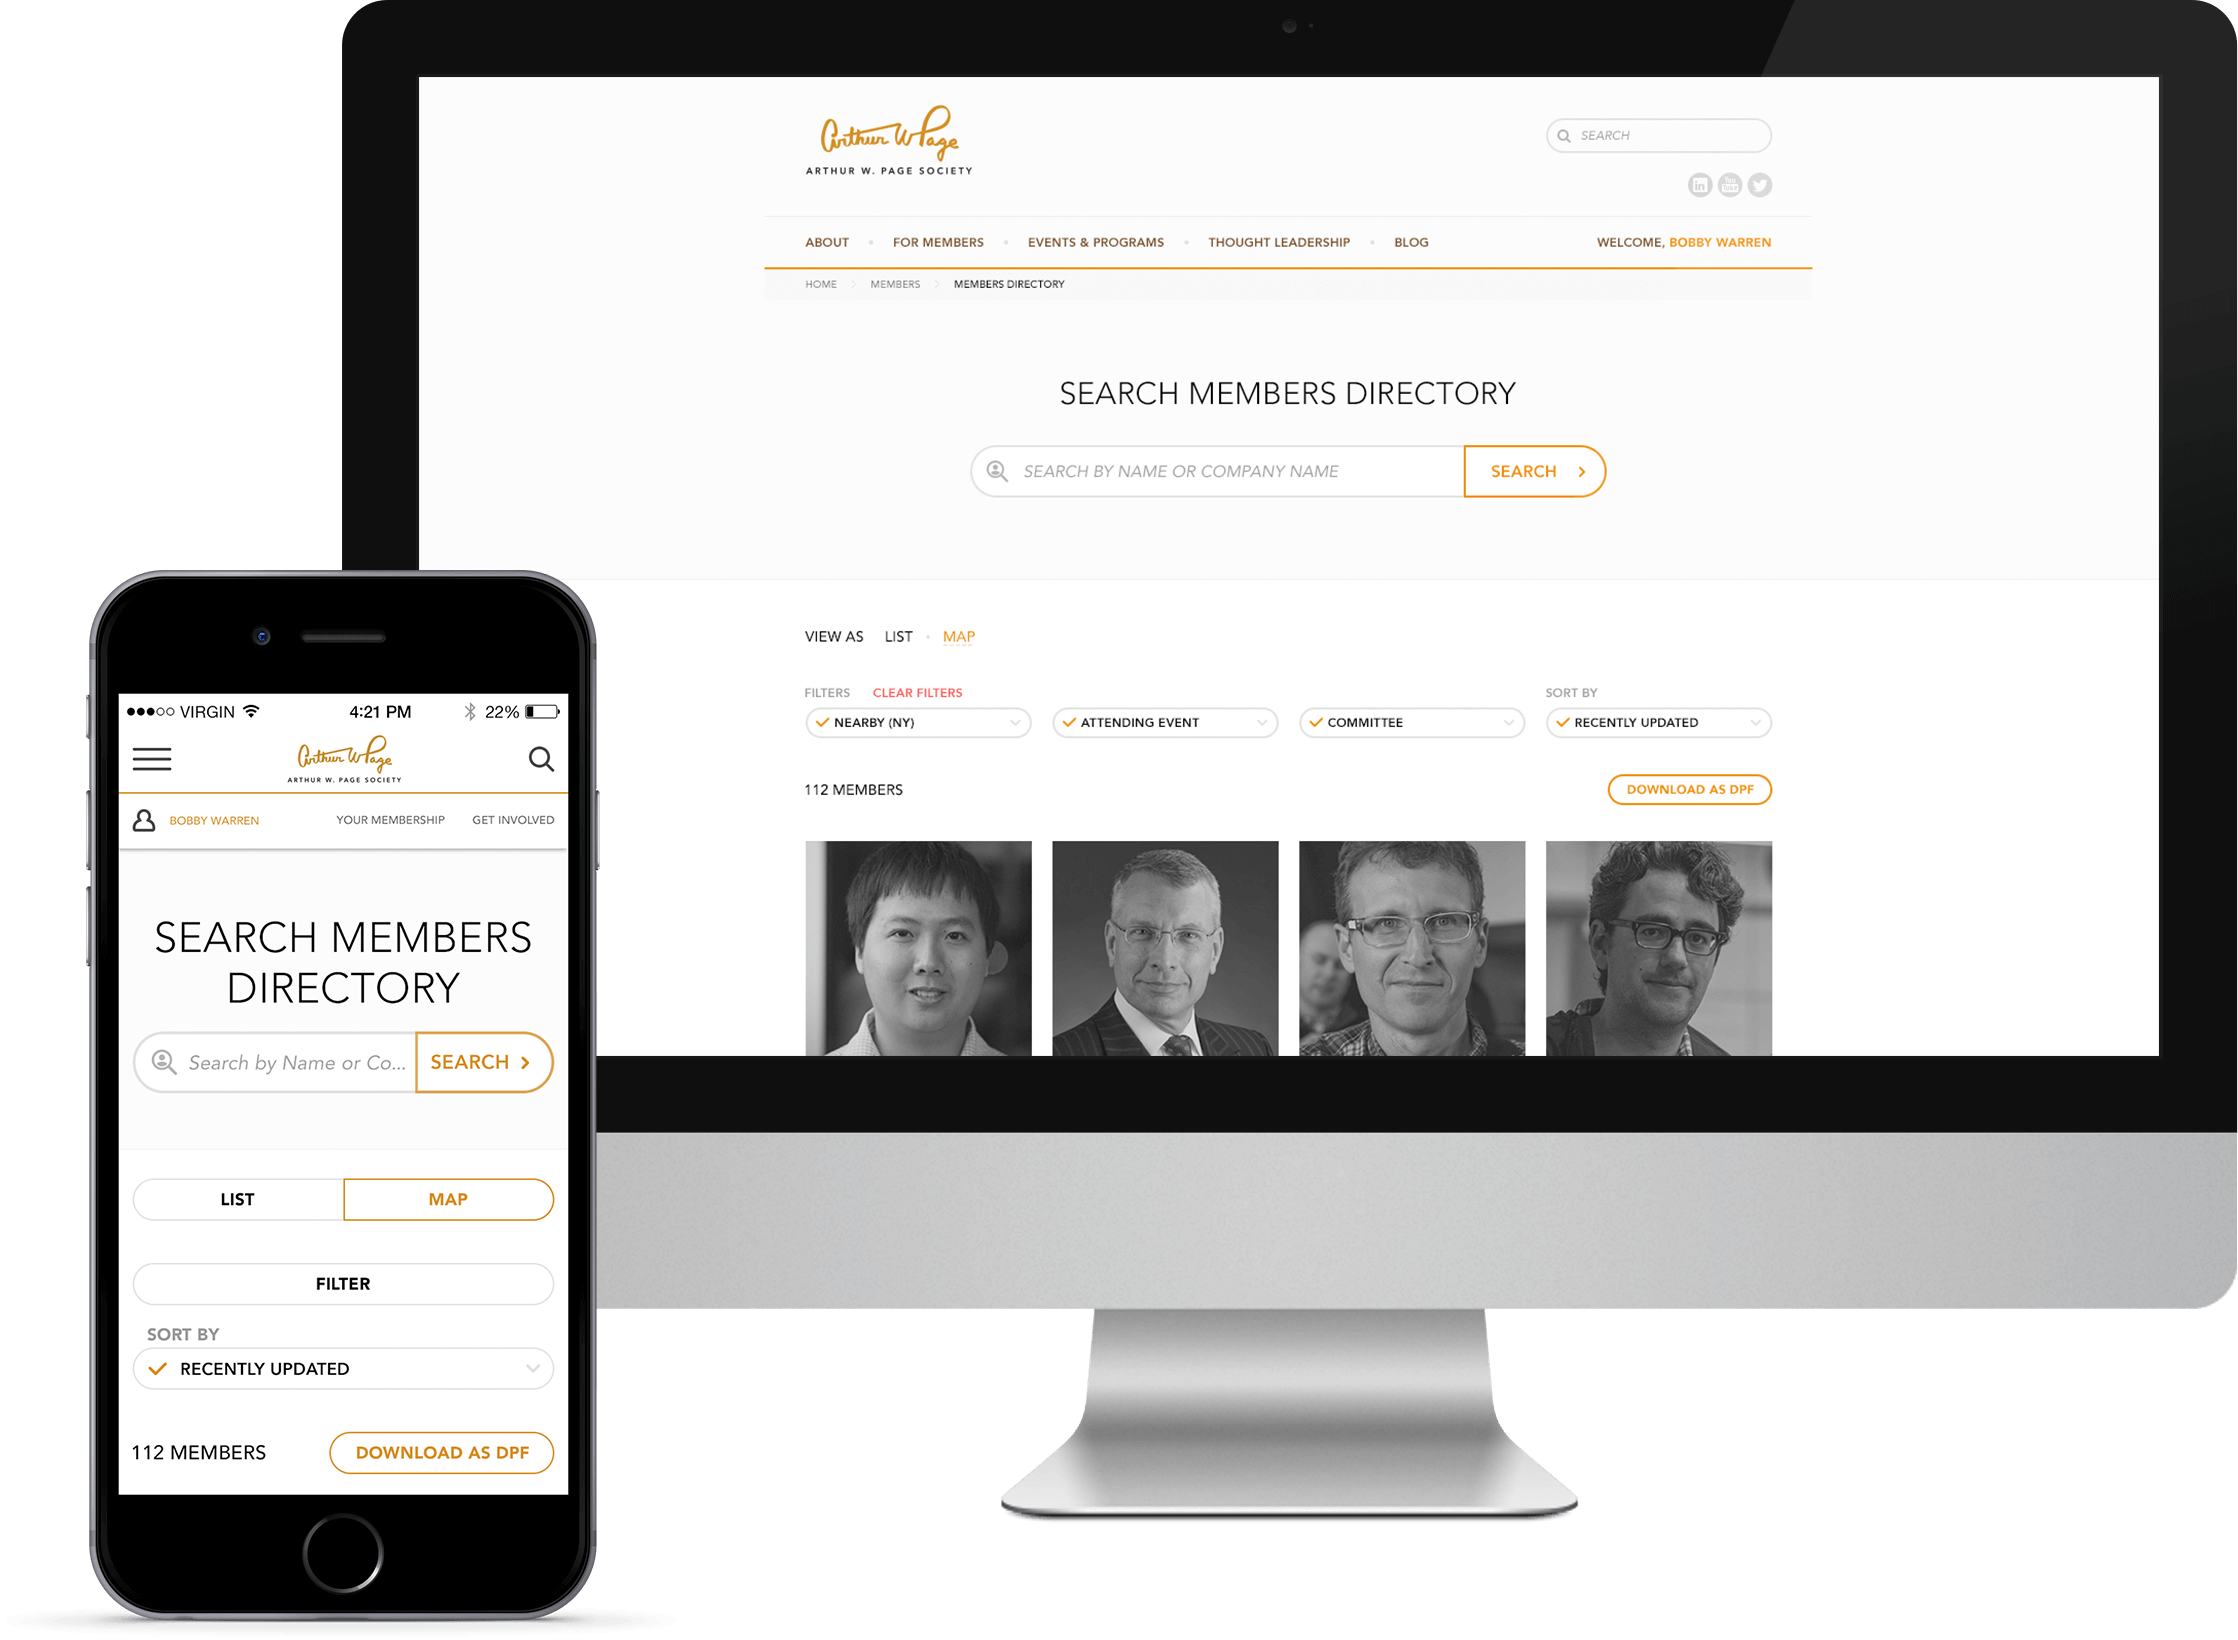 Arthur W Page
ARTHUR W. PAGE SOCIETY
SEARCH
in
You Tube
ABOUT • FOR MEMBERS • EVENTS & PROGRAMS • THOUGHT LEADERSHIP • BLOG
WELCOME, BOBBY WARREN
HOME > MEMBERS > MEMBERS DIRECTORY
SEARCH MEMBERS DIRECTORY
SEARCH BY NAME OR COMPANY NAME
SEARCH >
VIEW AS LIST • MAP
FILTERS CLEAR FILTERS
SORT BY
NEARBY (NY)
ATTENDING EVENT
COMMITTEE
RECENTLY UPDATED
112 MEMBERS
DOWNLOAD AS DPF
VIRGIN 4:21 PM 22%
Arthur W Page
ARTHUR W. PAGE SOCIETY
BOBBY WARREN YOUR MEMBERSHIP GET INVOLVED
SEARCH MEMBERS
DIRECTORY
Search by Name or Co...
SEARCH >
LIST MAP
FILTER
SORT BY
RECENTLY UPDATED
112 MEMBERS
DOWNLOAD AS DPF